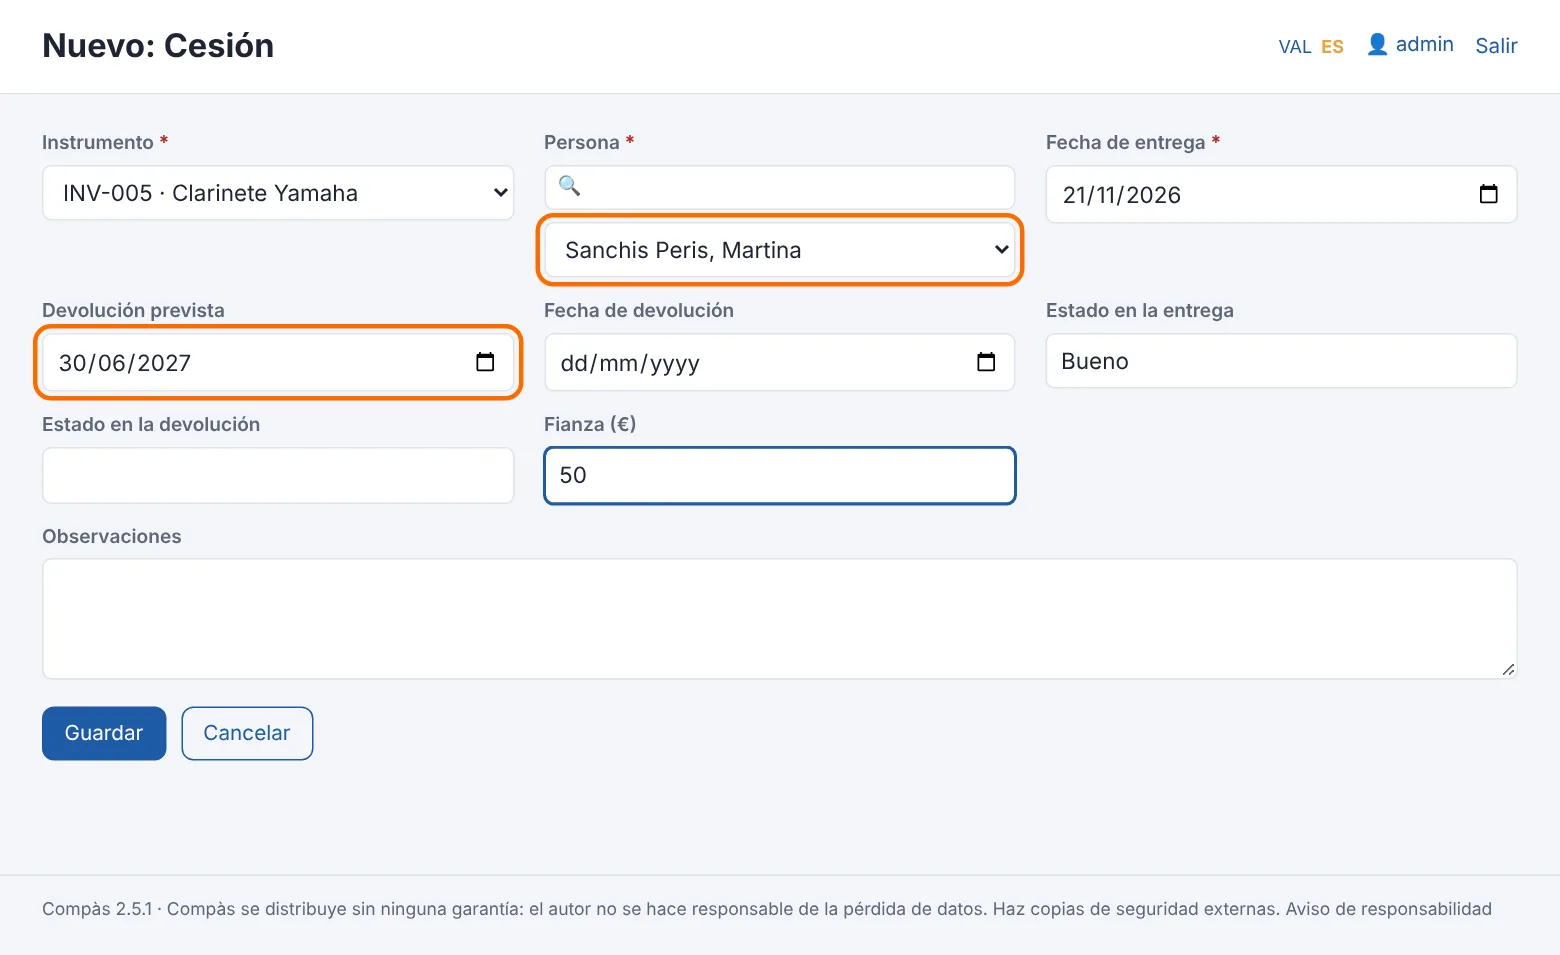 Nuevo: Cesión
VAL ES admin Salir
Instrumento *
Persona *
Fecha de entrega *
INV-005 · Clarinete Yamaha
21/11/2026
Sanchis Peris, Martina
Devolución prevista
Fecha de devolución
Estado en la entrega
30/06/2027
dd/mm/yyyy
Bueno
Estado en la devolución
Fianza (€)
50
Observaciones
Guardar
Cancelar
Compàs 2.5.1 · Compàs se distribuye sin ninguna garantía: el autor no se hace responsable de la pérdida de datos. Haz copias de seguridad externas. Aviso de responsabilidad